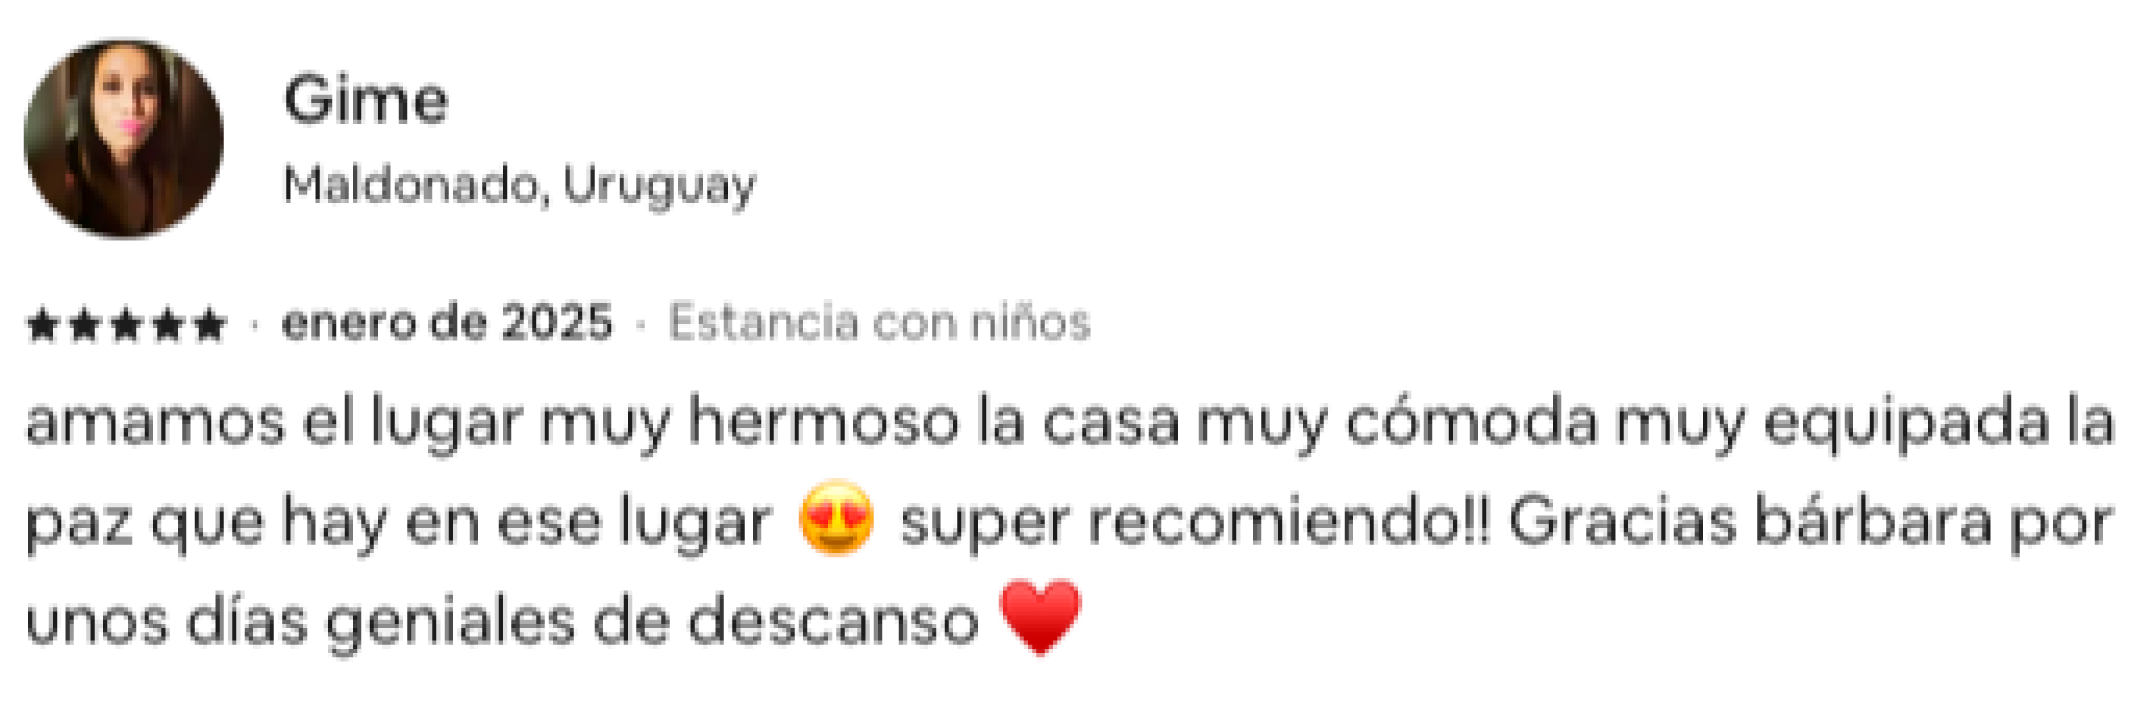 Gime
Maldonado, Uruguay
★★★★★ · enero de 2025 · Estancia con niños
amamos el lugar muy hermoso la casa muy cómoda muy equipada la
paz que hay en ese lugar 😍 super recomiendo!! Gracias bárbara por
unos días geniales de descanso ♥️